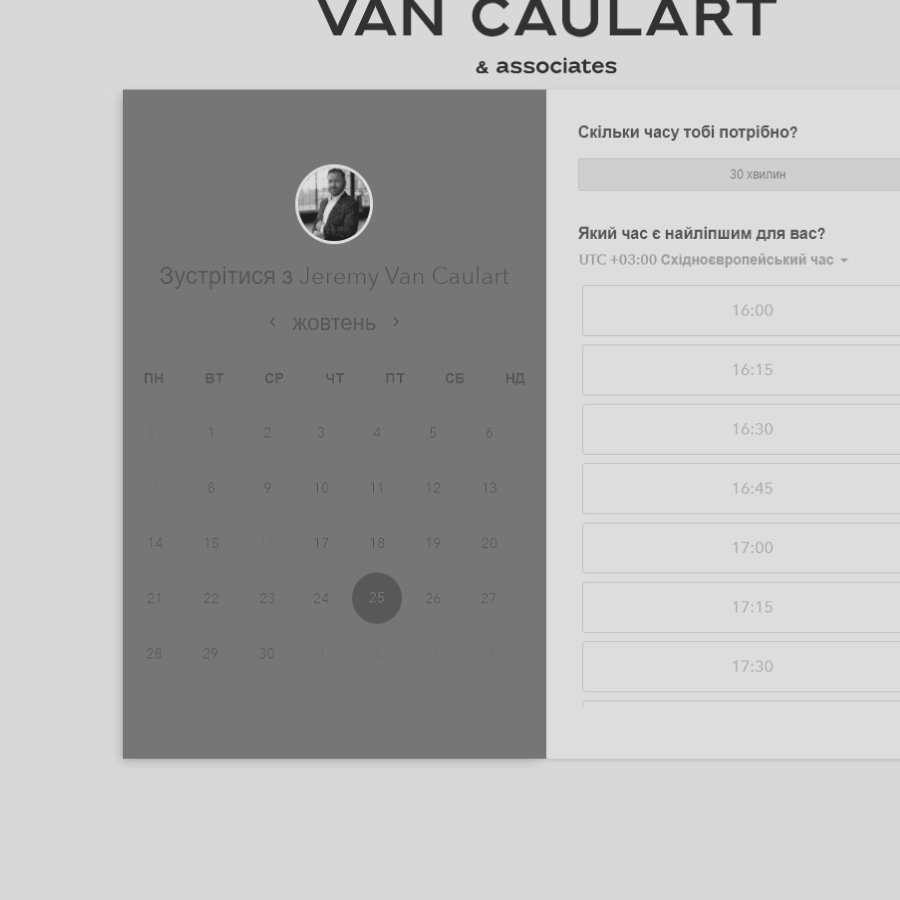 VAN CAULART
& associates
Зустрітися з Jeremy Van Caulart
жовтень
ПН ВТ СР ЧТ ПТ СБ НД
31 1 2 3 4 5 6
7 8 9 10 11 12 13
14 15 16 17 18 19 20
21 22 23 24 25 26 27
28 29 30 1 2 3 4
Скільки часу тобі потрібно?
30 хвилин
Який час є найліпшим для вас?
UTC +03:00 Східноєвропейський час
16:00
16:15
16:30
16:45
17:00
17:15
17:30